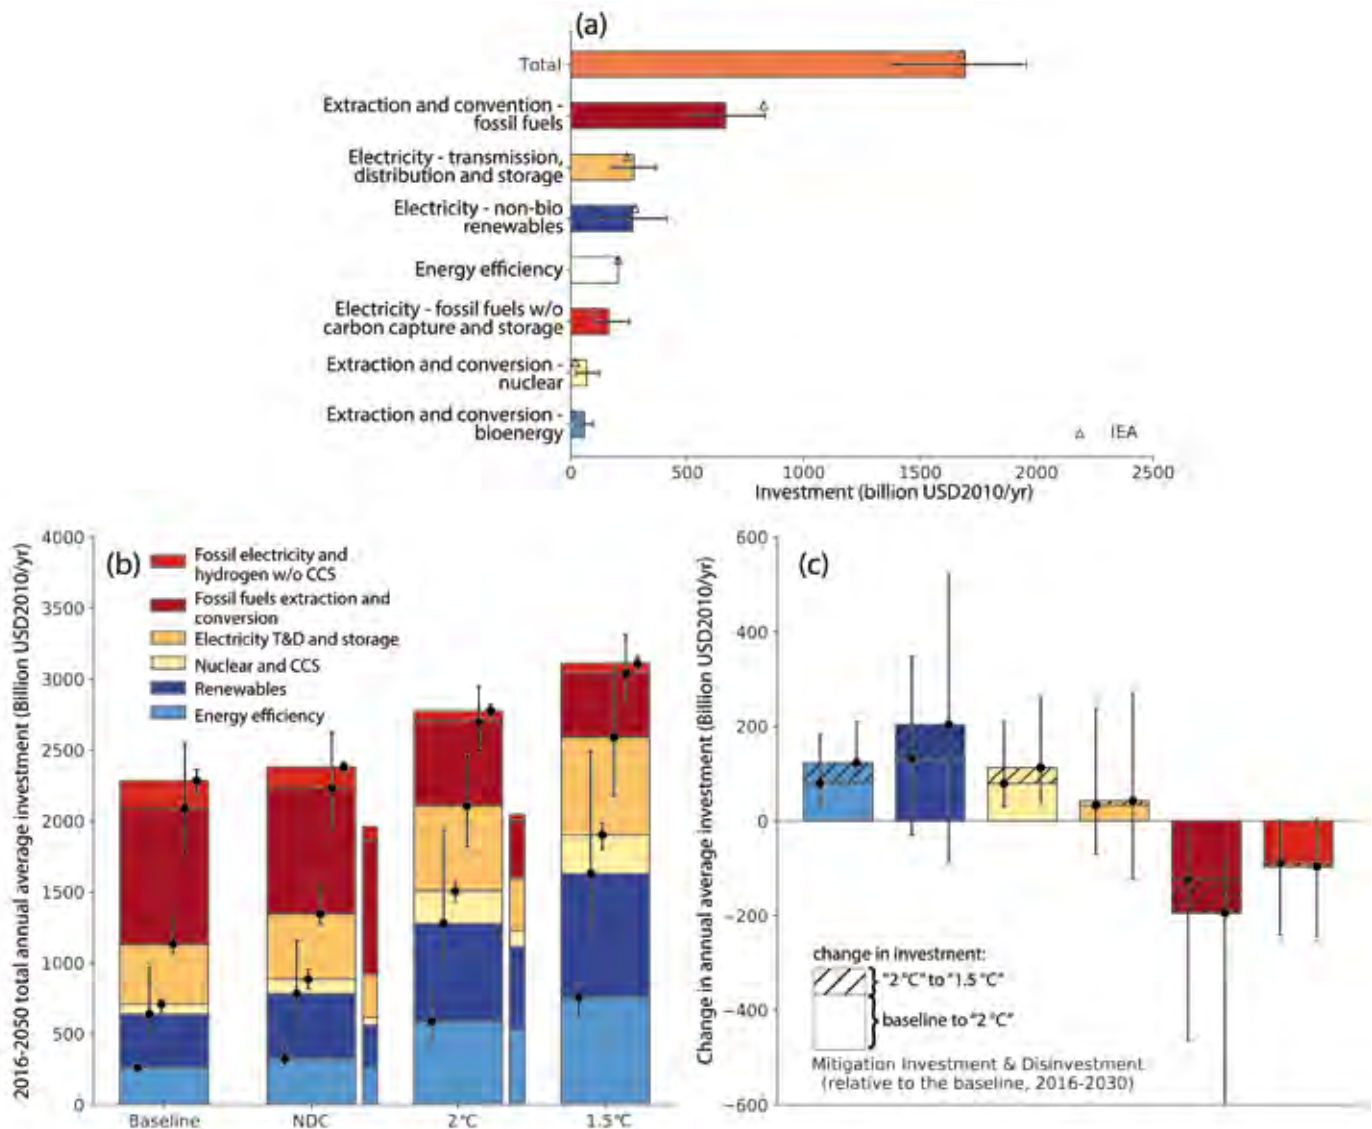 (a)
Total
Extraction and convention -
fossil fuels
Electricity - transmission,
distribution and storage
Electricity - non-bio
renewables
Energy efficiency
Electricity - fossil fuels w/o
carbon capture and storage
Extraction and conversion -
nuclear
Extraction and conversion -
bioenergy
IEA
0 500 1000 1500 2000 2500
Investment (billion USD2010/yr)
(b)
2016-2050 total annual average investment (Billion USD2010/yr)
4000
3500
3000
2500
2000
1500
1000
500
0
Fossil electricity and
hydrogen w/o CCS
Fossil fuels extraction and
conversion
Electricity T&D and storage
Nuclear and CCS
Renewables
Energy efficiency
Baseline NDC 2°C 1.5°C
(c)
Change in annual average investment (Billion USD2010/yr)
600
400
200
0
−200
−400
−600
change in investment:
"2 °C" to "1.5 °C"
baseline to "2 °C"
Mitigation Investment & Disinvestment
(relative to the baseline, 2016-2030)